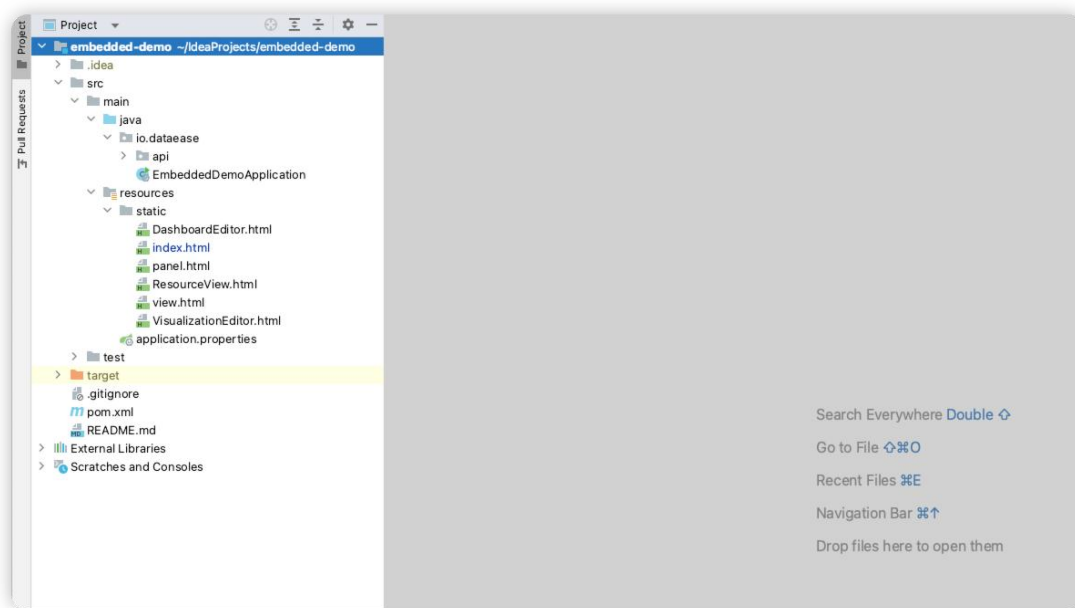 Project
Project
Pull Requests
embedded-demo ~/IdeaProjects/embedded-demo
.idea
src
main
java
io.dataease
api
EmbeddedDemoApplication
resources
static
DashboardEditor.html
index.html
panel.html
ResourceView.html
view.html
VisualizationEditor.html
application.properties
test
target
.gitignore
pom.xml
README.md
External Libraries
Scratches and Consoles
Search Everywhere Double ⇧
Go to File ⇧⌘O
Recent Files ⌘E
Navigation Bar ⌘↑
Drop files here to open them